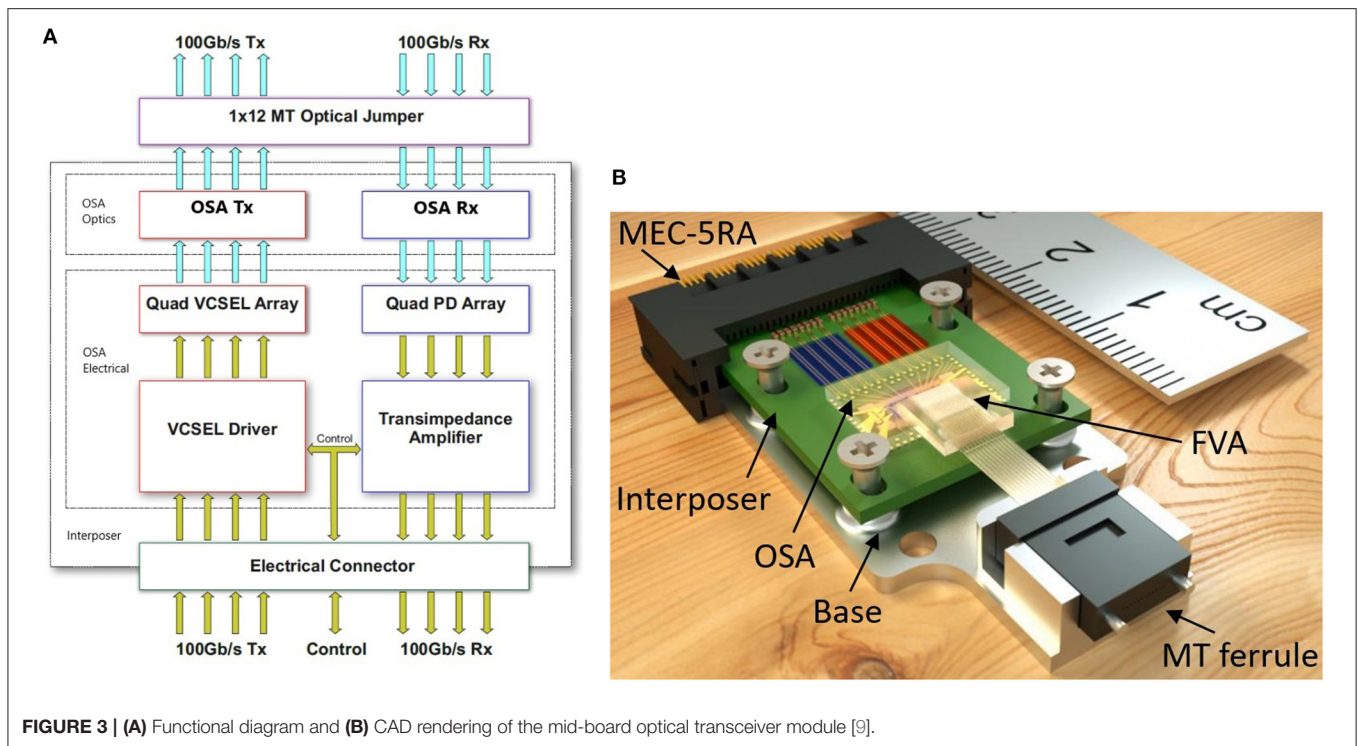 A
100Gb/s Tx 100Gb/s Rx
1x12 MT Optical Jumper
OSA
Optics
OSA Tx
OSA Rx
Quad VCSEL Array
Quad PD Array
OSA
Electrical
VCSEL Driver
Control
Transimpedance
Amplifier
Interposer
Electrical Connector
100Gb/s Tx Control 100Gb/s Rx
B
MEC-5RA
2
1
cm
FVA
Interposer
OSA
Base
MT ferrule
FIGURE 3 | (A) Functional diagram and (B) CAD rendering of the mid-board optical transceiver module [9].